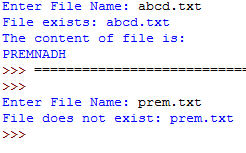 Enter File Name: abcd.txt
File exists: abcd.txt
The content of file is:
PREMNADH
>>> ===========================
>>>
Enter File Name: prem.txt
File does not exist: prem.txt
>>>